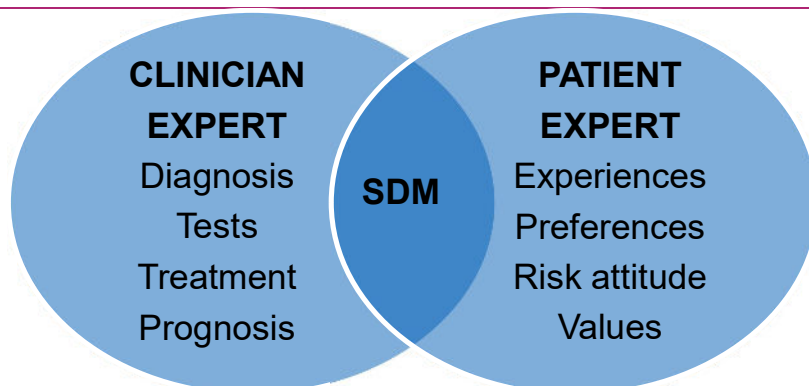 CLINICIAN
EXPERT
Diagnosis
Tests
Treatment
Prognosis
SDM
PATIENT
EXPERT
Experiences
Preferences
Risk attitude
Values